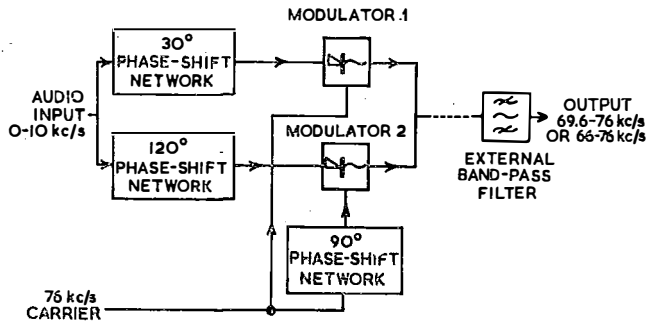 MODULATOR .1
30°
PHASE-SHIFT
NETWORK
AUDIO
INPUT
0-10 kc/s
MODULATOR 2
120°
PHASE-SHIFT
NETWORK
OUTPUT
69.6-76 kc/s
OR 66-76 kc/s
EXTERNAL
BAND-PASS
FILTER
90°
PHASE-SHIFT
NETWORK
76 kc/s
CARRIER